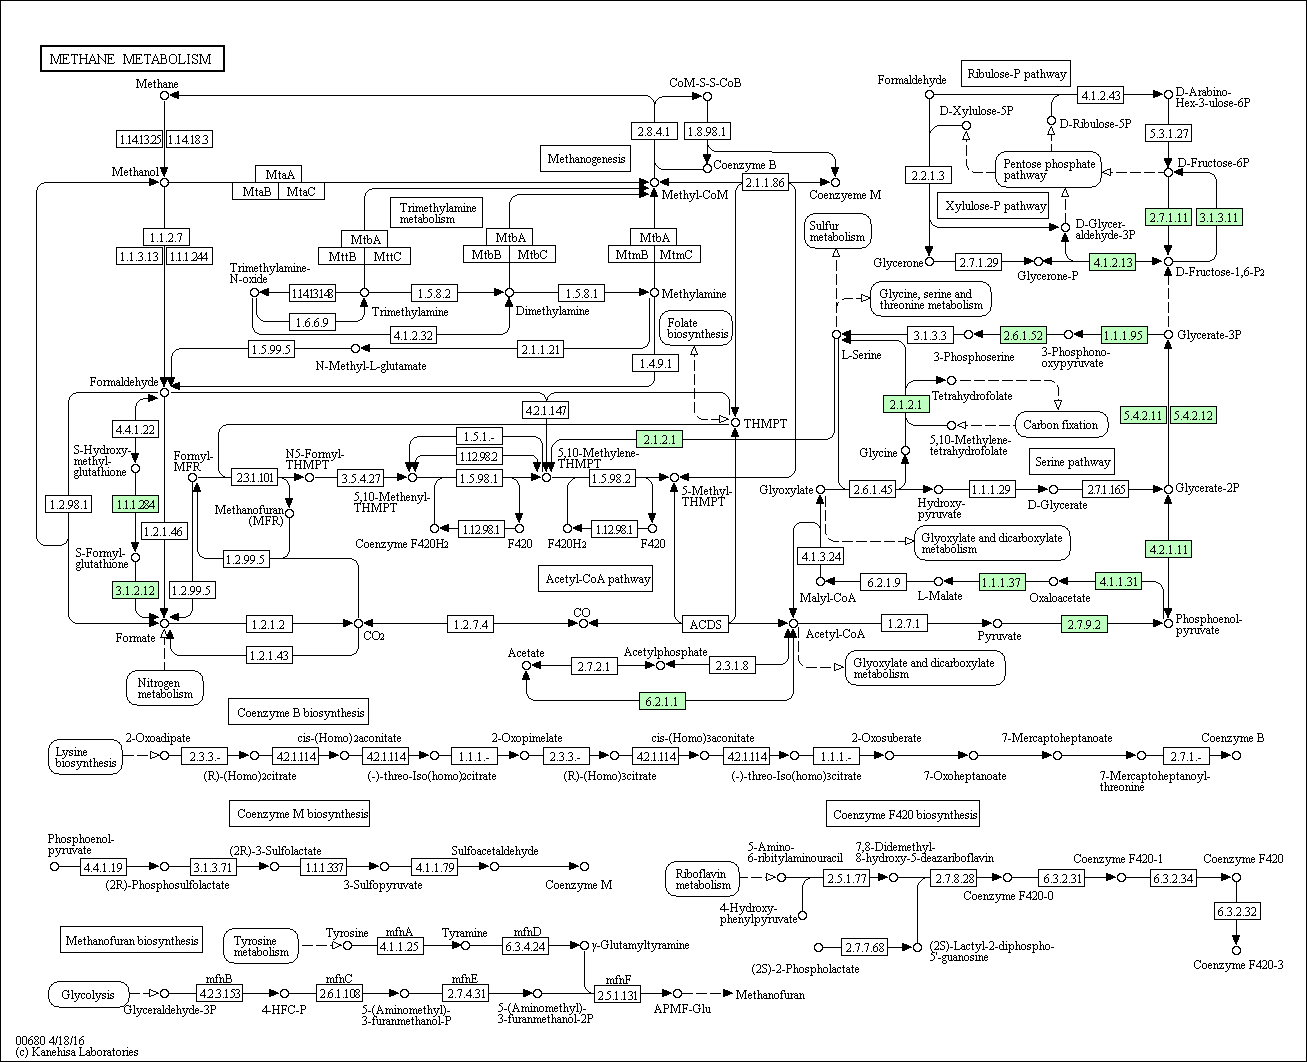 METHANE METABOLISM
Methane
CoM-S-S-CoB
Formaldehyde
Ribulose-P pathway
D-Arabino-
Hex-3-ulose-6P
4.1.2.43
D-Xylulose-5P
D-Ribulose-5P
1.14.13.25
1.14.18.3
2.8.4.1
1.8.98.1
5.3.1.27
Methanogenesis
Coenzyme B
Pentose phosphate
pathway
D-Fructose-6P
Methanol
MtaA
MtaB
MtaC
Methyl-CoM
2.1.1.86
Coenzyeme M
2.2.1.3
Xylulose-P pathway
Trimethylamine
metabolism
Sulfur
metabolism
D-Glycer-
aldehyde-3P
2.7.1.11
3.1.3.11
1.1.2.7
1.1.3.13
1.1.1.244
MtbA
MttB
MttC
MtbA
MtbB
MtbC
MtbA
MtmB
MtmC
Glycerone
2.7.1.29
Glycerone-P
4.1.2.13
D-Fructose-1,6-P2
Trimethylamine-
N-oxide
1.14.13.148
Trimethylamine
1.5.8.2
Dimethylamine
1.5.8.1
Methylamine
Glycine, serine and
threonine metabolism
1.6.6.9
4.1.2.32
Folate
biosynthesis
3.1.3.3
2.6.1.52
1.1.1.95
Glycerate-3P
L-Serine
3-Phosphoserine
3-Phosphono-
oxypyruvate
1.5.99.5
N-Methyl-L-glutamate
2.1.1.21
1.4.9.1
Formaldehyde
Tetrahydrofolate
2.1.2.1
4.2.1.147
THMPT
Carbon fixation
5.4.2.11
5.4.2.12
4.4.1.22
1.5.1.-
2.1.2.1
5,10-Methylene-
tetrahydrofolate
S-Hydroxy-
methyl-
glutathione
Formyl-
MFR
N5-Formyl-
THMPT
1.12.98.2
5,10-Methylene-
THMPT
Glycine
Serine pathway
2.3.1.101
3.5.4.27
1.5.98.1
1.5.98.2
5,10-Methenyl-
THMPT
5-Methyl-
THMPT
Glyoxylate
2.6.1.45
Hydroxy-
pyruvate
1.1.1.29
D-Glycerate
2.7.1.165
Glycerate-2P
1.2.98.1
1.1.1.284
Methanofuran
(MFR)
1.2.1.46
Coenzyme F420H2
1.12.98.1
F420
F420H2
1.12.98.1
F420
Glyoxylate and dicarboxylate
metabolism
4.2.1.11
S-Formyl-
glutathione
1.2.99.5
4.1.3.24
3.1.2.12
1.2.99.5
Acetyl-CoA pathway
Malyl-CoA
6.2.1.9
L-Malate
1.1.1.37
Oxaloacetate
4.1.1.31
Formate
1.2.1.2
CO2
1.2.7.4
CO
ACDS
Acetyl-CoA
1.2.7.1
Pyruvate
2.7.9.2
Phosphoenol-
pyruvate
1.2.1.43
Acetate
2.7.2.1
Acetylphosphate
2.3.1.8
Glyoxylate and dicarboxylate
metabolism
Nitrogen
metabolism
6.2.1.1
Coenzyme B biosynthesis
Lysine
biosynthesis
2-Oxoadipate
2.3.3.-
(R)-(Homo)2citrate
4.2.1.114
cis-(Homo)2aconitate
4.2.1.114
(-)-threo-Iso(homo)2citrate
1.1.1.-
2-Oxopimelate
2.3.3.-
(R)-(Homo)3citrate
4.2.1.114
cis-(Homo)3aconitate
4.2.1.114
(-)-threo-Iso(homo)3citrate
1.1.1.-
2-Oxosuberate
7-Oxoheptanoate
7-Mercaptoheptanoate
7-Mercaptoheptanoyl-
threonine
2.7.1.-
Coenzyme B
Coenzyme M biosynthesis
Coenzyme F420 biosynthesis
Phosphoenol-
pyruvate
4.4.1.19
(2R)-Phosphosulfolactate
3.1.3.71
(2R)-3-Sulfolactate
1.1.1.337
3-Sulfopyruvate
4.1.1.79
Sulfoacetaldehyde
Coenzyme M
Riboflavin
metabolism
5-Amino-
6-ribitylaminouracil
2.5.1.77
7,8-Didemethyl-
8-hydroxy-5-deazariboflavin
2.7.8.28
Coenzyme F420-0
6.3.2.31
Coenzyme F420-1
6.3.2.34
Coenzyme F420
4-Hydroxy-
phenylpyruvate
6.3.2.32
Methanofuran biosynthesis
Tyrosine
metabolism
Tyrosine
mfnA
4.1.1.25
Tyramine
mfnD
6.3.4.24
γ-Glutamyltyramine
2.7.7.68
(2S)-2-Phospholactate
(2S)-Lactyl-2-diphospho-
5'-guanosine
Coenzyme F420-3
Glycolysis
Glyceraldehyde-3P
mfnB
4.2.3.153
4-HFC-P
mfnC
2.6.1.108
5-(Aminomethyl)-
3-furanmethanol-P
mfnE
2.7.4.31
5-(Aminomethyl)-
3-furanmethanol-2P
mfnF
2.5.1.131
APMF-Glu
Methanofuran
00680 4/18/16
(c) Kanehisa Laboratories